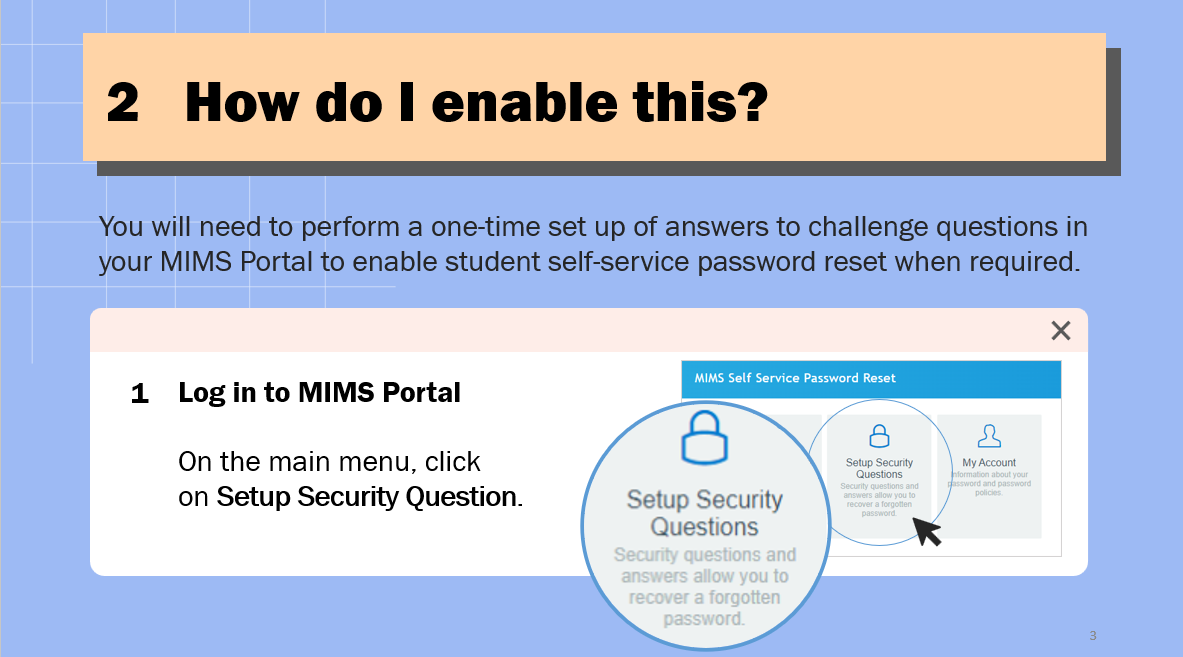 2 How do I enable this?
You will need to perform a one-time set up of answers to challenge questions in
your MIMS Portal to enable student self-service password reset when required.
1 Log in to MIMS Portal
On the main menu, click
on Setup Security Question.
MIMS Self Service Password Reset
Setup Security
Questions
Security questions and
answers allow you to
recover a forgotten
password.
Setup Security
Questions
Security questions and
answers allow you to
recover a forgotten
password.
My Account
Information about your
password and password
policies.
3